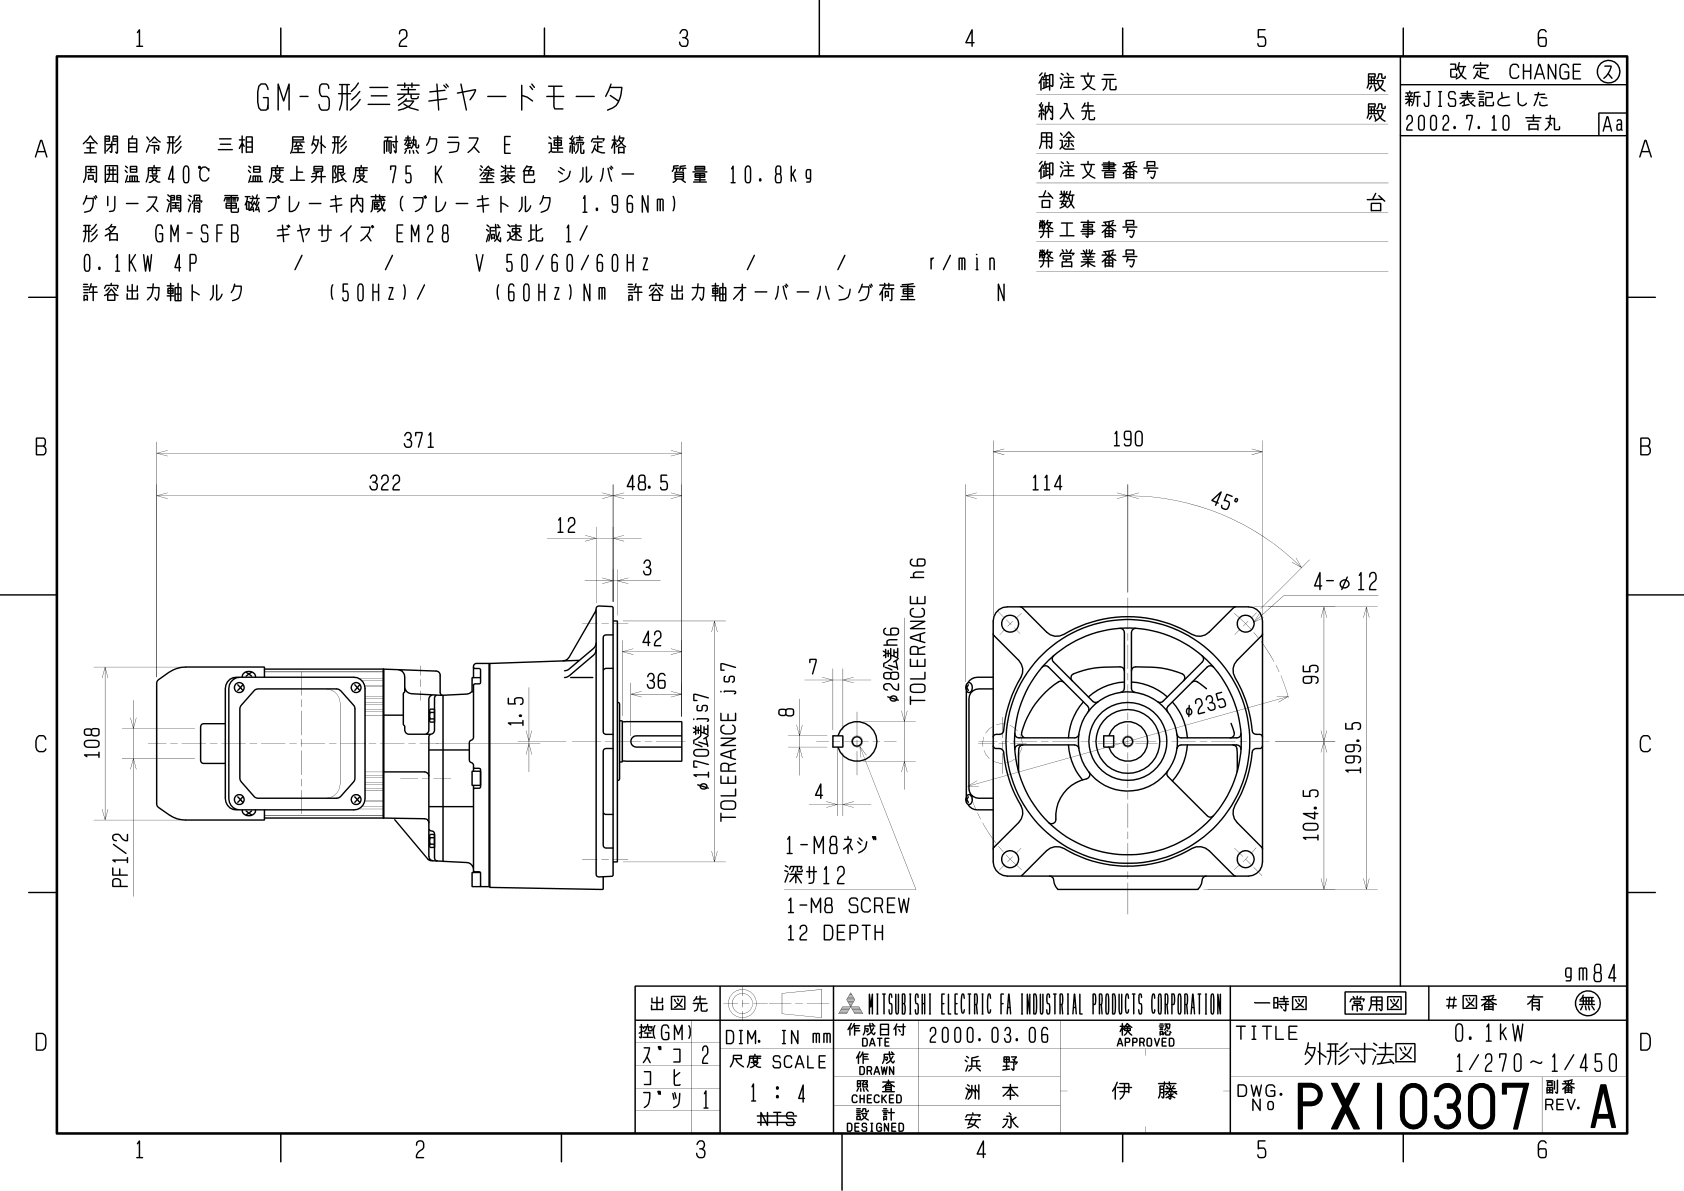 1 2 3 4 5 6
改定 CHANGE ス
新JIS表記とした
2002.7.10 吉丸 Aa
A A
GM-S形三菱ギヤードモータ
全閉自冷形 三相 屋外形 耐熱クラス E 連続定格
周囲温度40℃ 温度上昇限度 75 K 塗装色 シルバー 質量 10.8kg
グリース潤滑 電磁ブレーキ内蔵(ブレーキトルク 1.96Nm)
形名 GM-SFB ギヤサイズ EM28 減速比 1/
0.1KW 4P / / V 50/60/60Hz / / r/min
許容出力軸トルク (50Hz)/ (60Hz)Nm 許容出力軸オーバーハング荷重 N
御注文元 殿
納入先 殿
用途
御注文書番号
台数 台
弊工事番号
弊営業番号
B B
371
322 48.5
12
3
42
36
1.5
108
PF1/2
φ170公差js7
TOLERANCE js7
7
8
4
φ28公差h6
TOLERANCE h6
1-M8ネジ
深サ12
1-M8 SCREW
12 DEPTH
190
114
45°
4-φ12
φ235
95
104.5
199.5
C C
gm84
D D
出図先
控(GM)
ズコ 2
コヒ
ブツ 1
DIM. IN mm
尺度 SCALE
1 : 4
NTS
MITSUBISHI ELECTRIC FA INDUSTRIAL PRODUCTS CORPORATION
作成日付 DATE 2000.03.06
検認 APPROVED
作成 DRAWN 浜野
照査 CHECKED 洲本
設計 DESIGNED 安永
伊藤
一時図 常用図 #図番 有 無
TITLE 0.1kW
外形寸法図 1/270~1/450
DWG. No PX10307 副番 REV. A
1 2 3 4 5 6